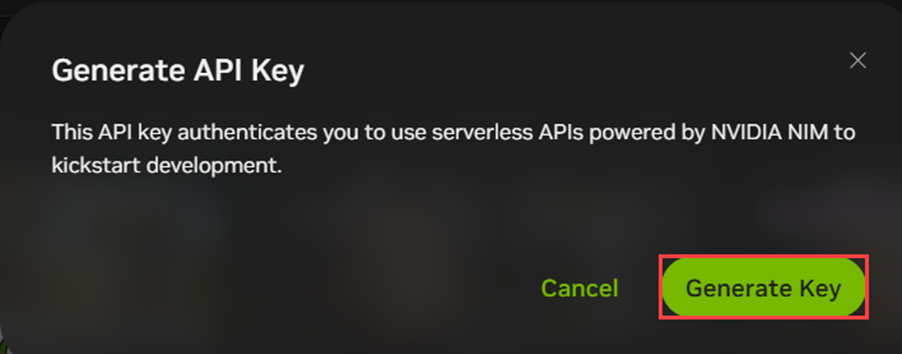 Generate API Key
This API key authenticates you to use serverless APIs powered by NVIDIA NIM to
kickstart development.
Cancel
Generate Key